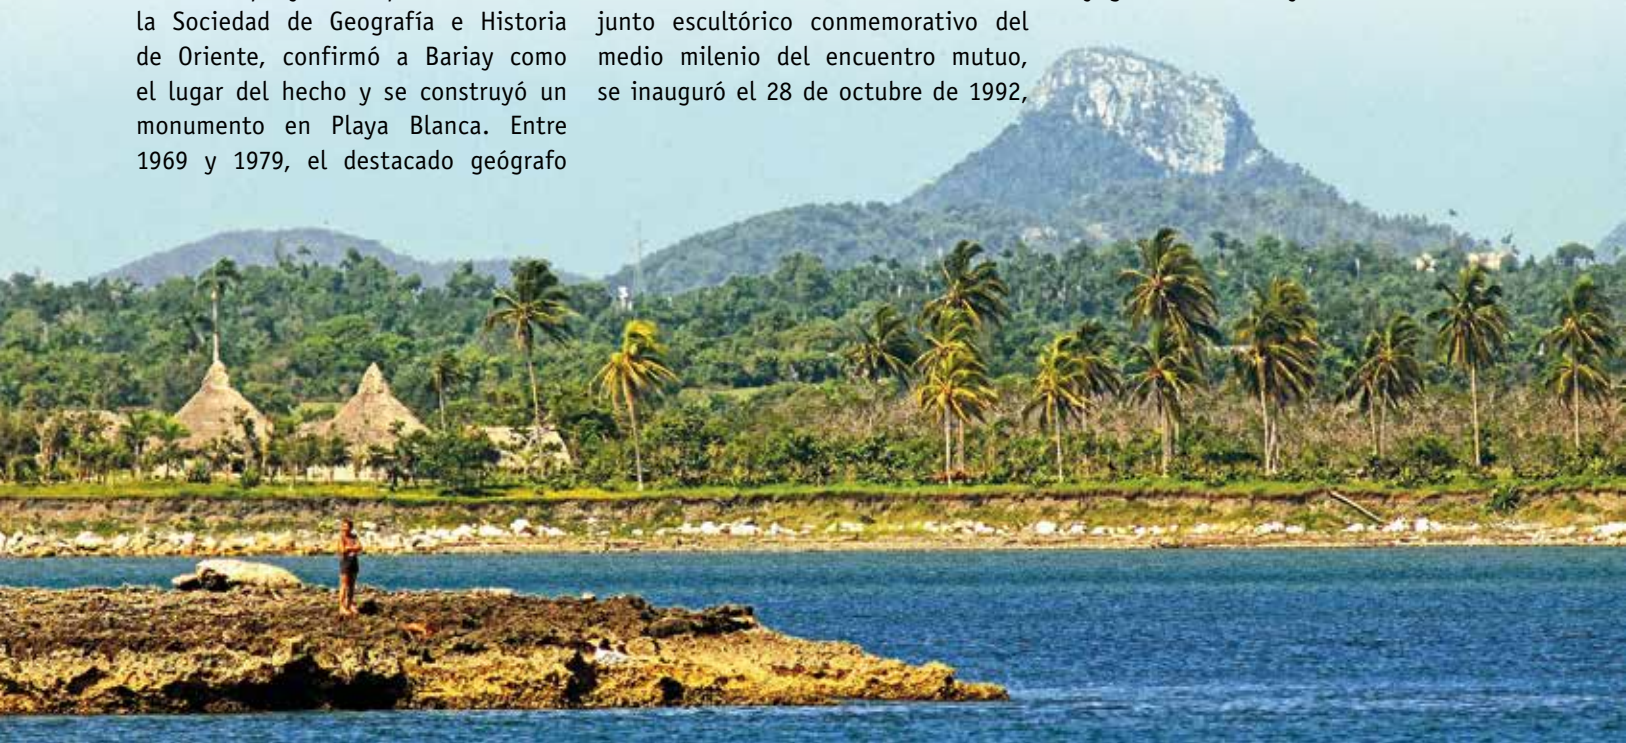 la Sociedad de Geografía e Historia
de Oriente, confirmó a Bariay como
el lugar del hecho y se construyó un
monumento en Playa Blanca. Entre
1969 y 1979, el destacado geógrafo
junto escultórico conmemorativo del
medio milenio del encuentro mutuo,
se inauguró el 28 de octubre de 1992,